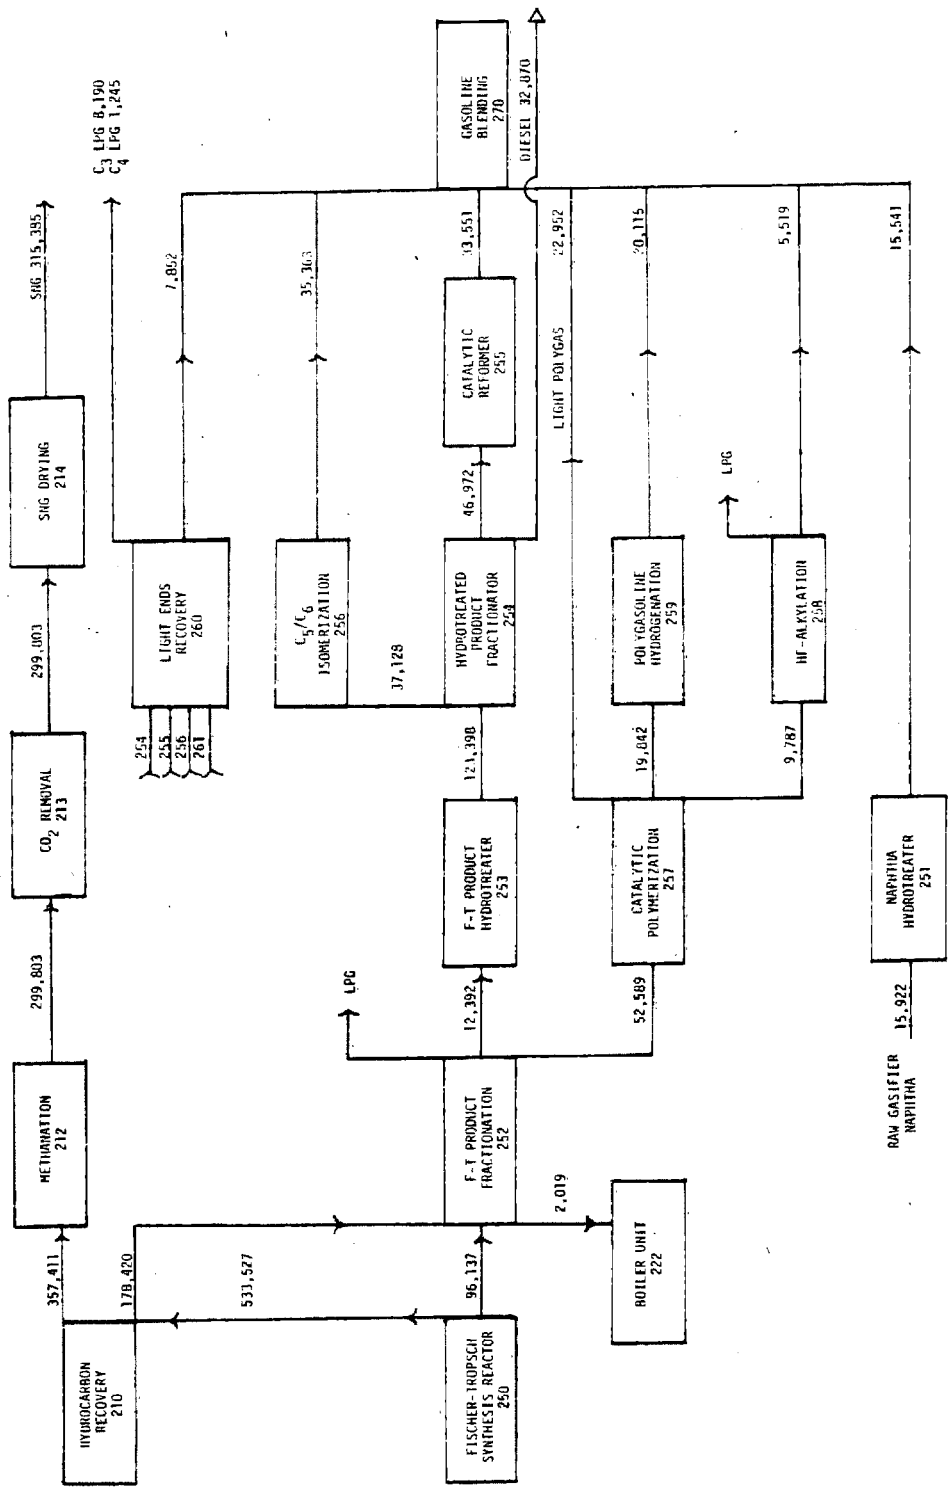 HYDROCARBON
RECOVERY
210
357,411
178,420
533,527
METHANATION
212
299,803
CO2 REMOVAL
213
299,803
SNG DRYING
214
SNG 315,385
C3 LPG 8,190
C4 LPG 1,245
254
255
256
261
LIGHT ENDS
RECOVERY
260
7,862
C5/C6
ISOMERIZATION
256
35,303
37,128
FISCHER-TROPSCH
SYNTHESIS REACTOR
250
96,137
F-T PRODUCT
FRACTIONATION
252
2,019
BOILER UNIT
222
LPG
12,392
F-T PRODUCT
HYDROTREATER
253
121,398
HYDROTREATED
PRODUCT
FRACTIONATOR
254
46,972
CATALYTIC
REFORMER
255
33,551
GASOLINE
BLENDING
270
DIESEL 32,870
LIGHT POLYGAS
22,952
52,589
CATALYTIC
POLYMERIZATION
257
19,842
POLYGASOLINE
HYDROGENATION
259
20,115
9,787
HF-ALKYLATION
258
LPG
5,519
RAW GASIFIER
NAPHTHA
15,922
NAPHTHA
HYDROTREATER
251
15,541